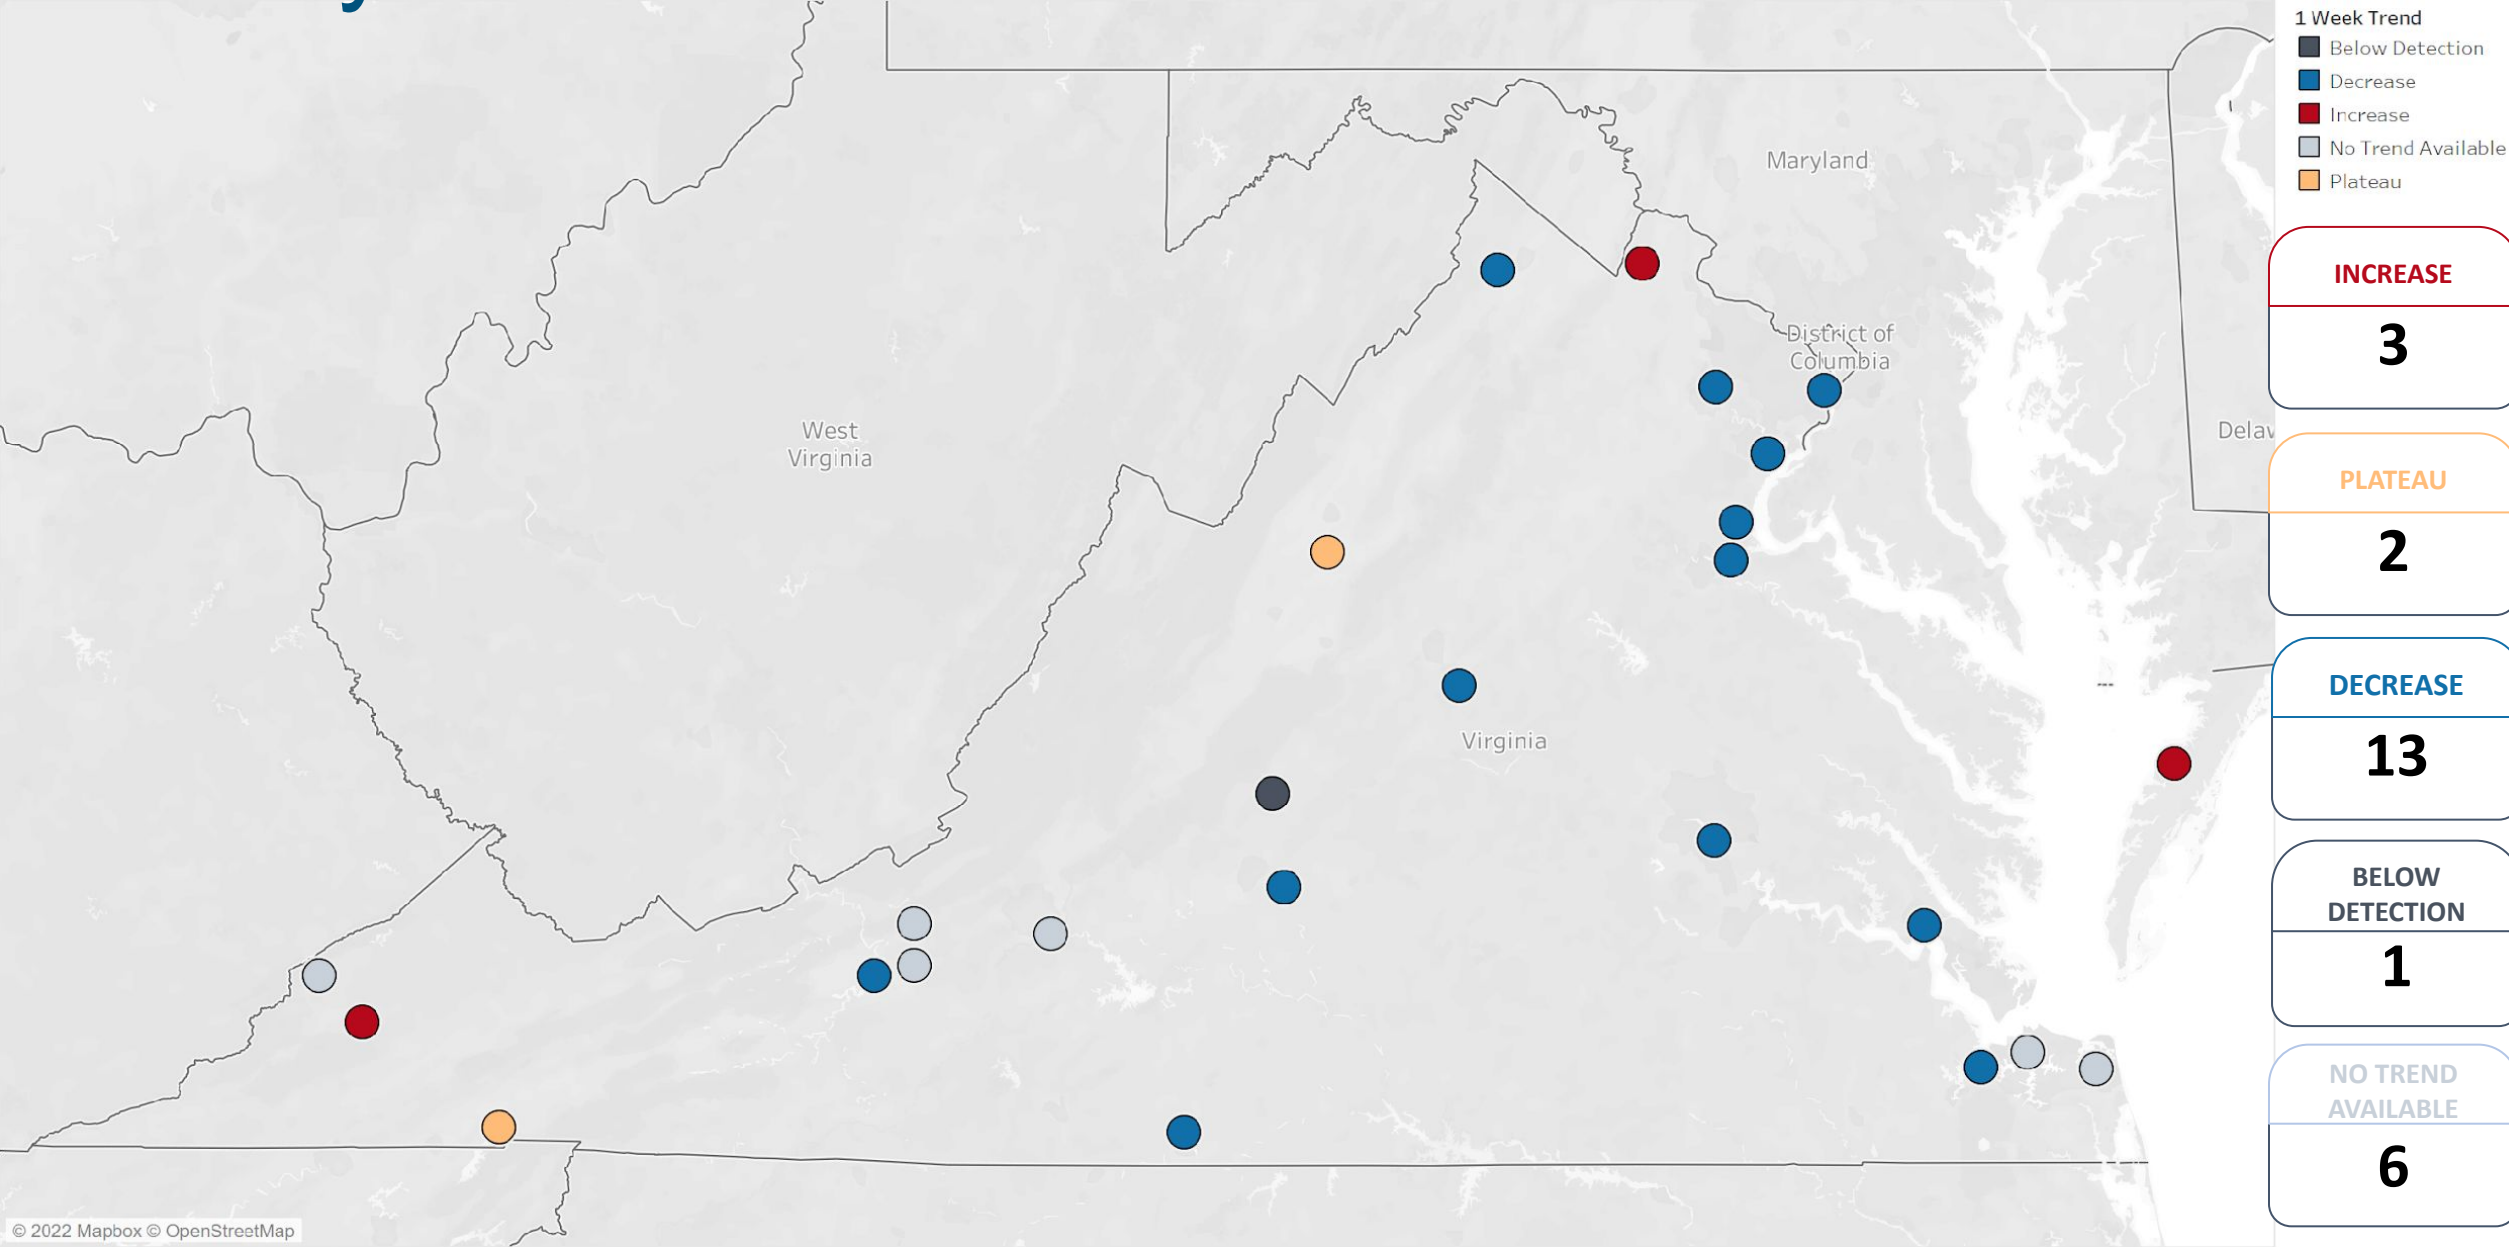 1 Week Trend
Below Detection
Decrease
Increase
No Trend Available
Plateau
Maryland
District of
Columbia
West
Virginia
Delav
Virginia
---
INCREASE
3
PLATEAU
2
DECREASE
13
BELOW
DETECTION
1
NO TREND
AVAILABLE
6
© 2022 Mapbox © OpenStreetMap